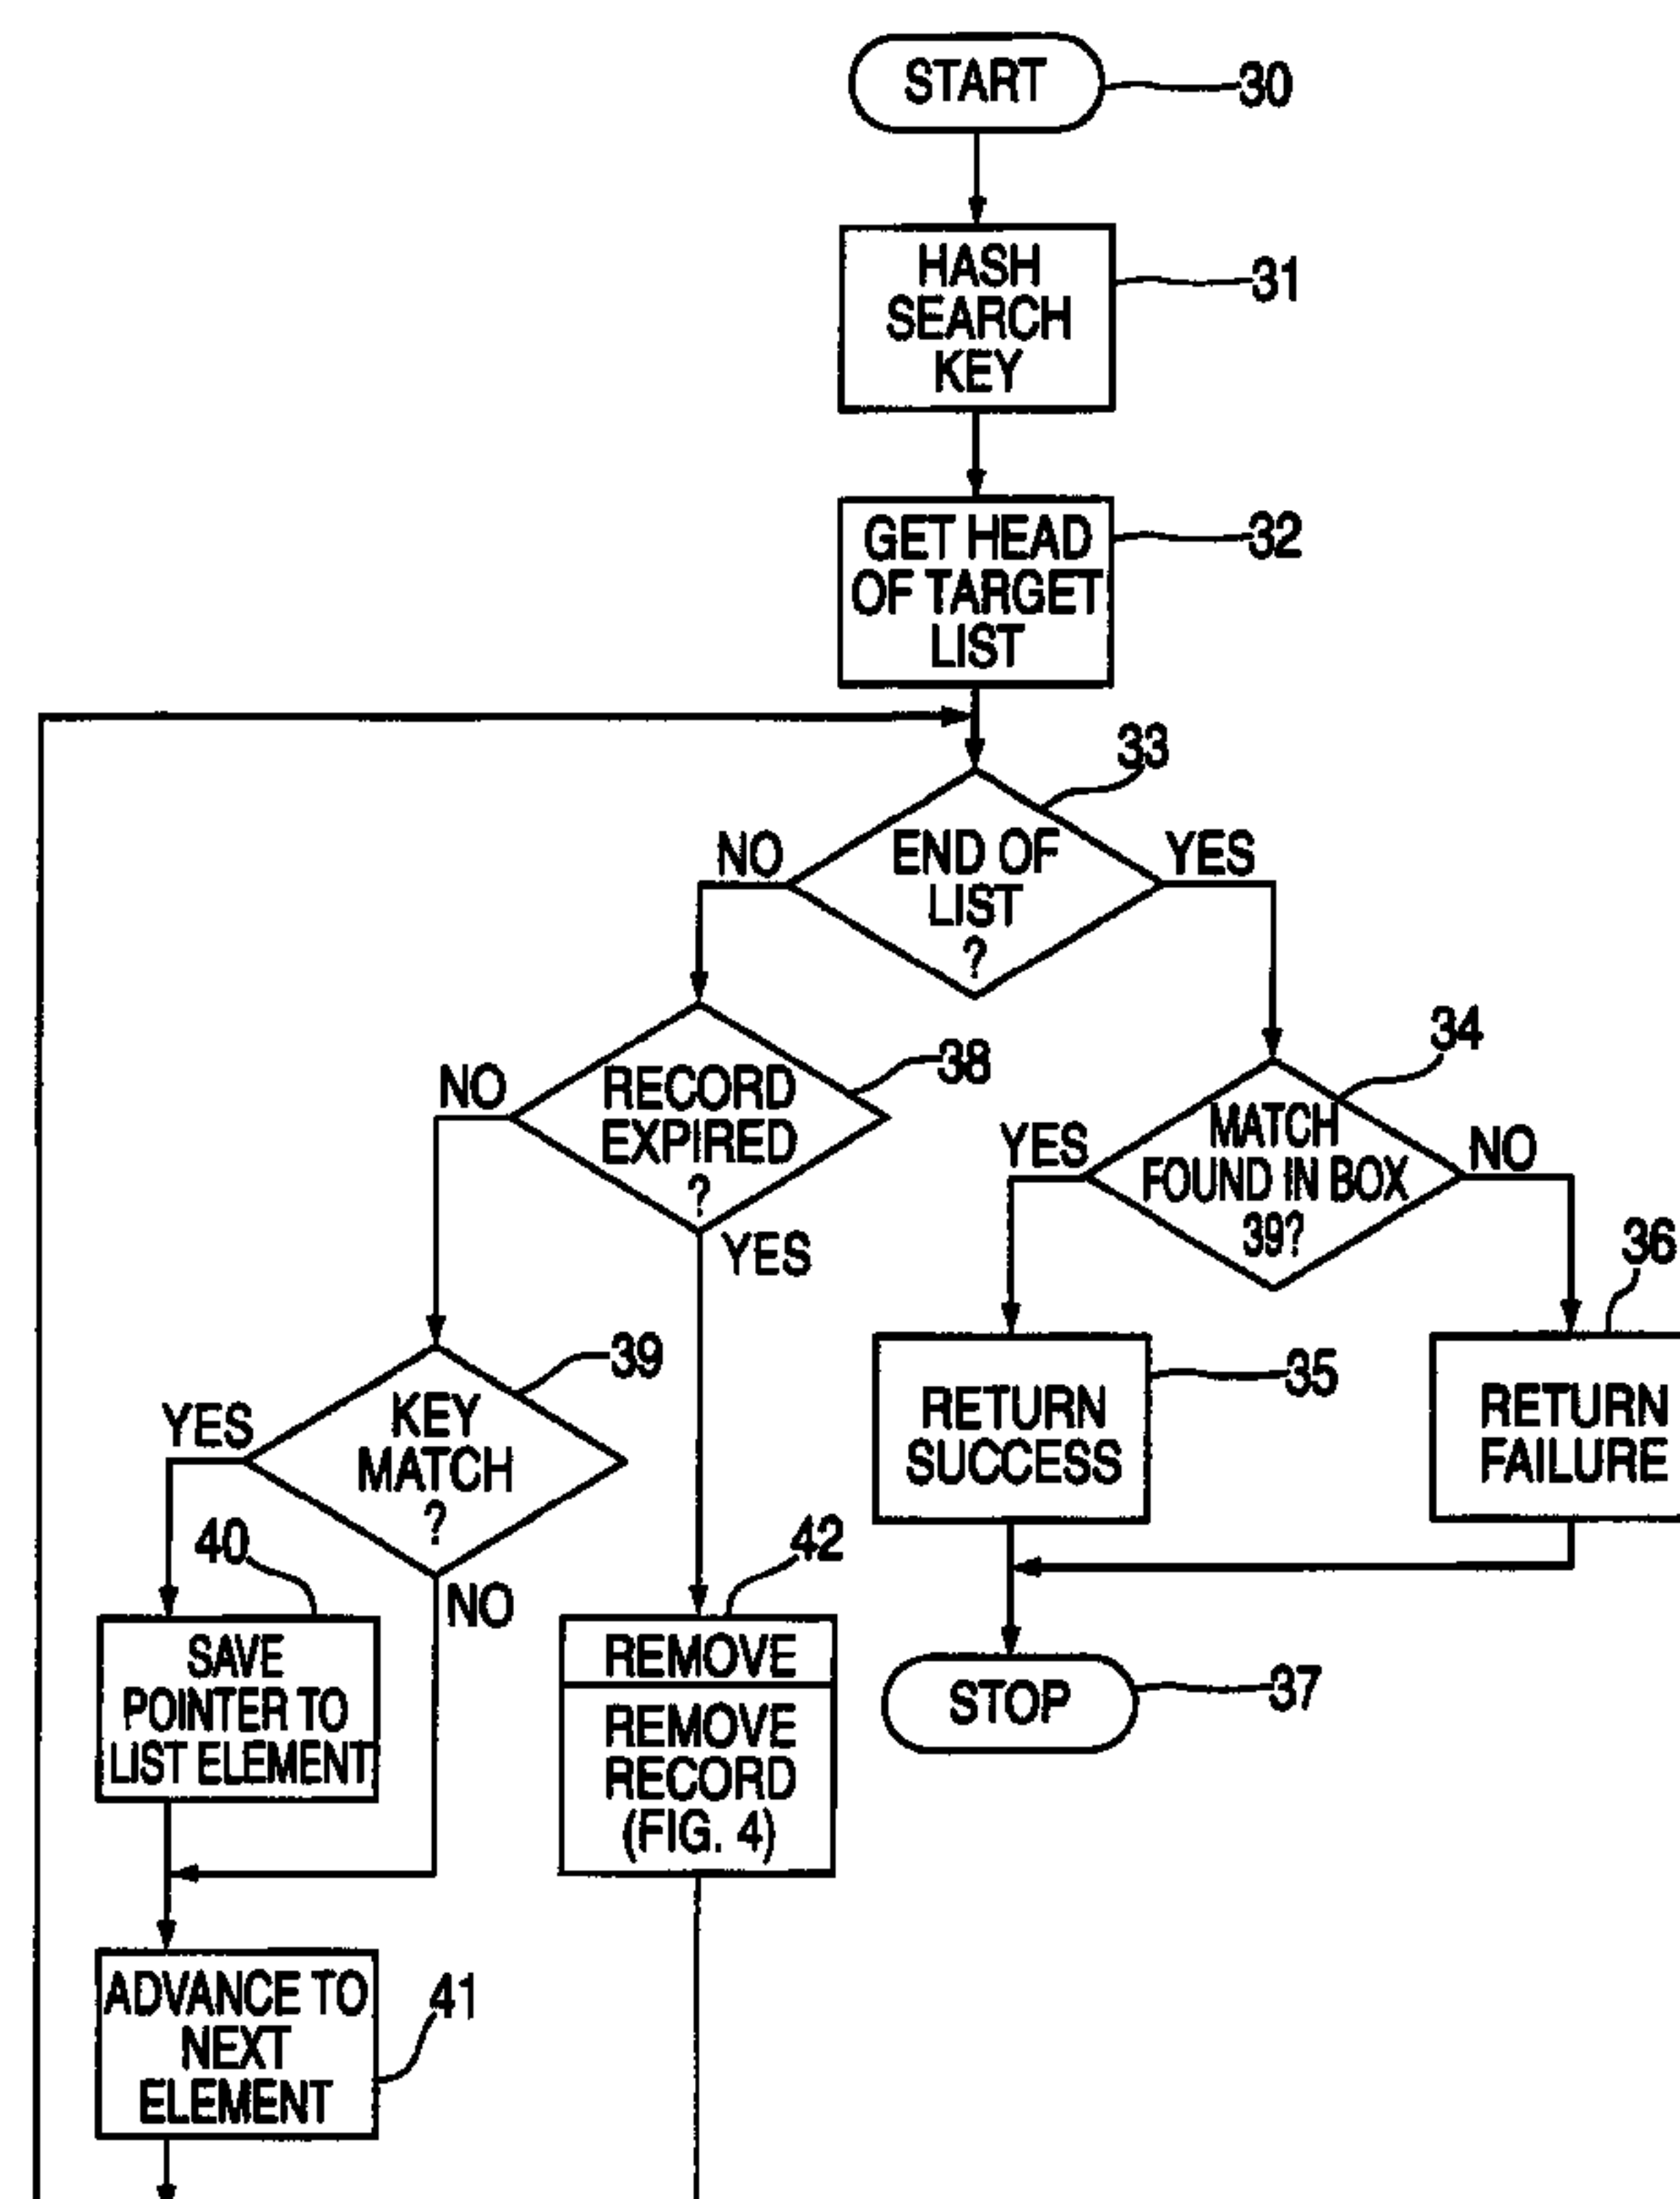 START
30
HASH
SEARCH
KEY
31
GET HEAD
OF TARGET
LIST
32
33
NO
END OF
LIST
?
YES
34
NO
RECORD
EXPIRED
?
38
YES
YES
MATCH
FOUND IN BOX
39?
NO
36
39
YES
KEY
MATCH
?
NO
RETURN
SUCCESS
35
RETURN
FAILURE
40
SAVE
POINTER TO
LIST ELEMENT
42
REMOVE
REMOVE
RECORD
(FIG. 4)
STOP
37
ADVANCE TO
NEXT
ELEMENT
41